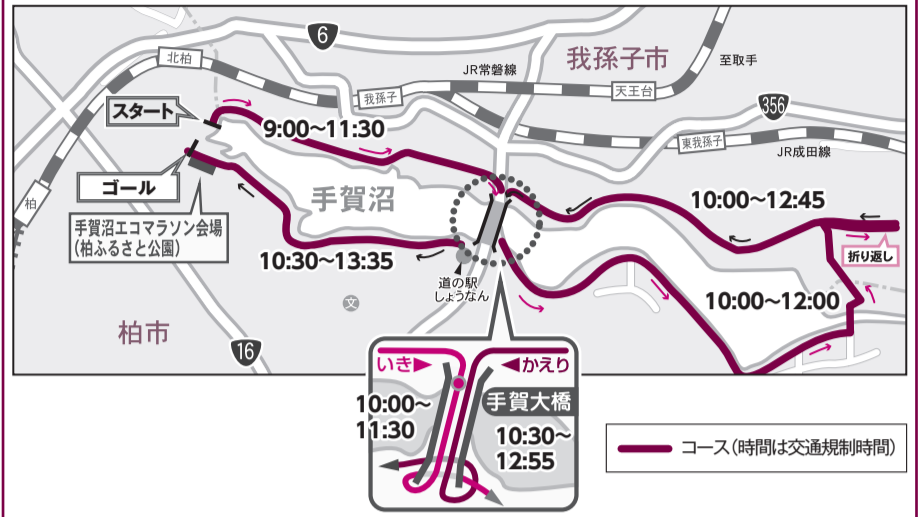 6
我孫子市
至取手
北柏
JR常磐線
天王台
スタート
我孫子
356
9:00〜11:30
東我孫子
JR成田線
ゴール
柏
手賀沼
10:00〜12:45
手賀沼エコマラソン会場
(柏ふるさと公園)
折り返し
10:30〜13:35
道の駅
しょうなん
10:00〜12:00
文
柏市
16
いき
かえり
10:00〜
11:30
手賀大橋
10:30〜
12:55
コース(時間は交通規制時間)